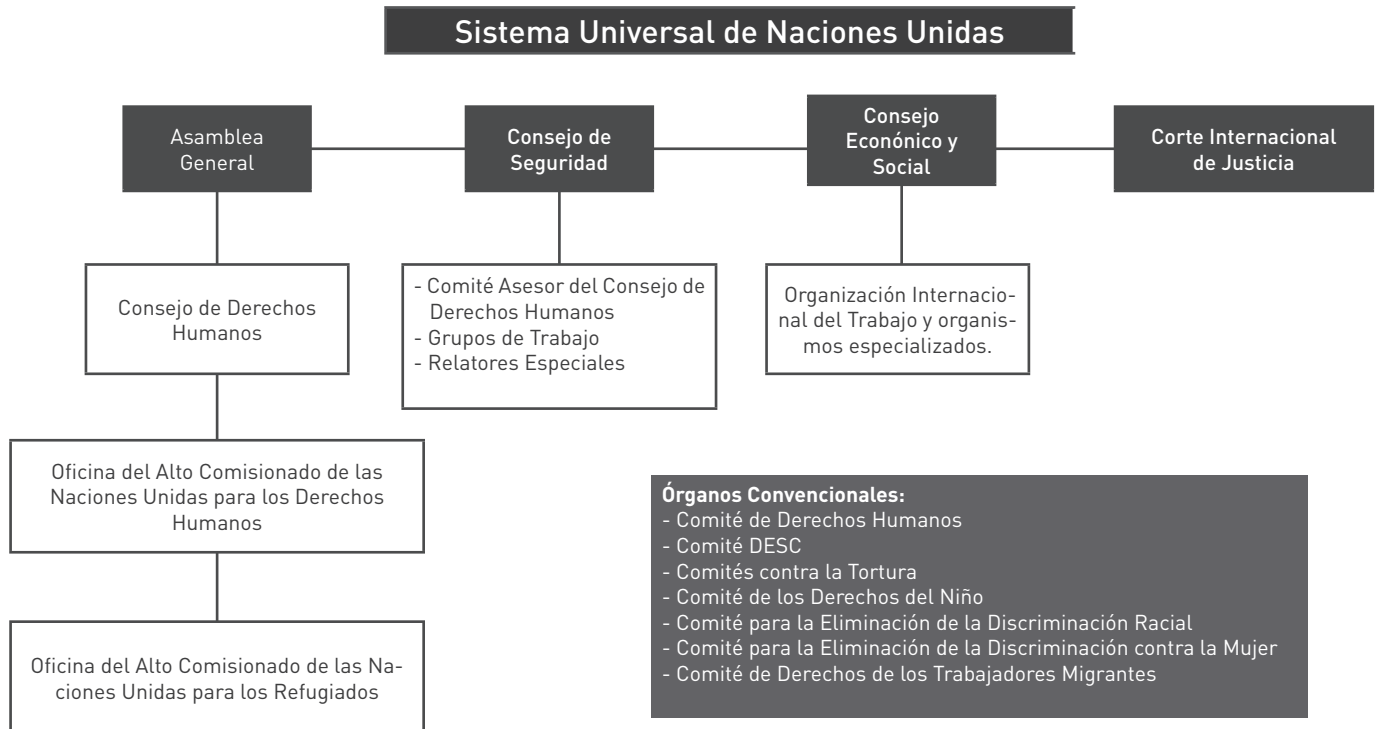 Sistema Universal de Naciones Unidas
Asamblea
General
Consejo de
Seguridad
Consejo
Económico y
Social
Corte Internacional
de Justicia
Consejo de Derechos
Humanos
- Comité Asesor del Consejo de
Derechos Humanos
- Grupos de Trabajo
- Relatores Especiales
Organización Internacio-
nal del Trabajo y organis-
mos especializados.
Oficina del Alto Comisionado de las
Naciones Unidas para los Derechos
Humanos
Oficina del Alto Comisionado de las Na-
ciones Unidas para los Refugiados
Órganos Convencionales:
- Comité de Derechos Humanos
- Comité DESC
- Comités contra la Tortura
- Comité de los Derechos del Niño
- Comité para la Eliminación de la Discriminación Racial
- Comité para la Eliminación de la Discriminación contra la Mujer
- Comité de Derechos de los Trabajadores Migrantes